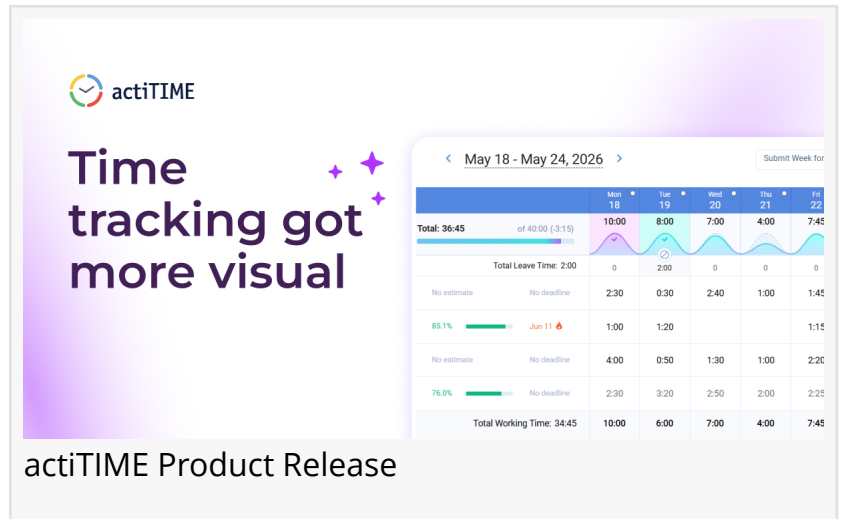 actiTIME
Time
tracking got
more visual
< May 18 - May 24, 2026 >
Submit Week for
Mon Tue Wed Thu Fri
18 19 20 21 22
Total: 36:45 of 40:00 (-3:15) 10:00 8:00 7:00 4:00 7:45
Total Leave Time: 2:00 0 2:00 0 0 0
No estimate No deadline 2:30 0:30 2:40 1:00 1:45
85.1% Jun 11 1:00 1:20 1:15
No estimate No deadline 4:00 0:50 1:30 1:00 2:20
76.0% No deadline 2:30 3:20 2:50 2:00 2:25
Total Working Time: 34:45 10:00 6:00 7:00 4:00 7:45
actiTIME Product Release